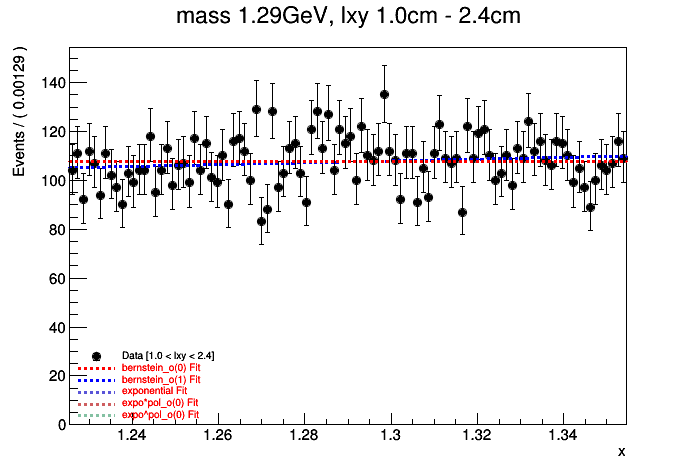 mass 1.29GeV, lxy 1.0cm - 2.4cm
Events / ( 0.00129 )
140
120
100
80
60
40
20
0
Data [1.0 < lxy < 2.4]
bernstein_o(0) Fit
bernstein_o(1) Fit
exponential Fit
expo*pol_o(0) Fit
expo^pol_o(0) Fit
1.24
1.26
1.28
1.3
1.32
1.34
x